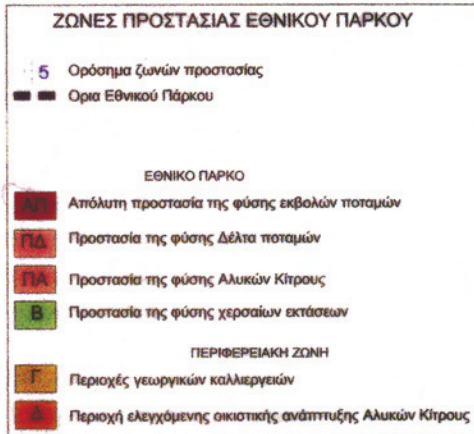 ΖΩΝΕΣ ΠΡΟΣΤΑΣΙΑΣ ΕΘΝΙΚΟΥ ΠΑΡΚΟΥ
5 Ορόσημα ζωνών προστασίας
Ορια Εθνικού Πάρκου
ΕΘΝΙΚΟ ΠΑΡΚΟ
ΑΠ Απόλυτη προστασία της φύσης εκβολών ποταμών
ΠΔ Προστασία της φύσης Δέλτα ποταμών
ΠΑ Προστασία της φύσης Αλυκών Κίτρους
Β Προστασία της φύσης χερσαίων εκτάσεων
ΠΕΡΙΦΕΡΕΙΑΚΗ ΖΩΝΗ
Γ Περιοχές γεωργικών καλλιεργειών
Δ Περιοχή ελεγχόμενης οικιστικής ανάπτυξης Αλυκών Κίτρους